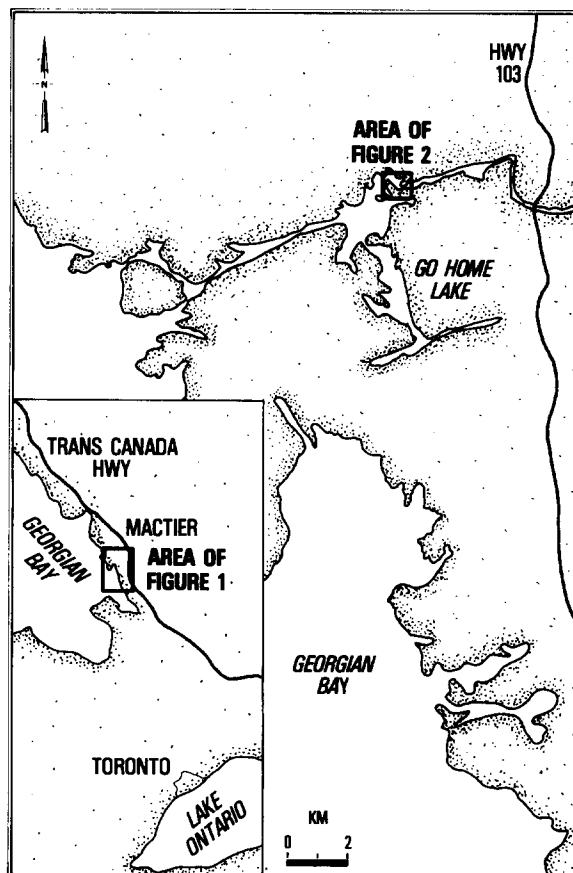 N
HWY
103
AREA OF
FIGURE 2
GO HOME
LAKE
TRANS CANADA
HWY
MACTIER
GEORGIAN
BAY
AREA OF
FIGURE 1
GEORGIAN
BAY
TORONTO
LAKE
ONTARIO
KM
0 2